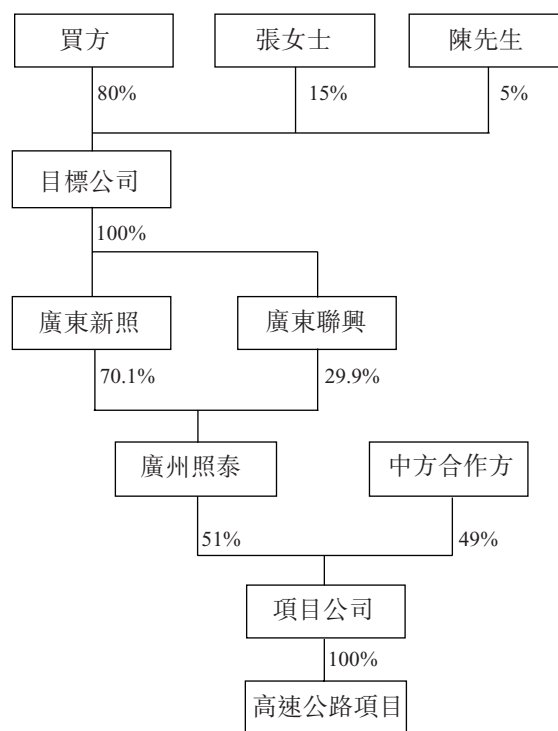 買方
張女士
陳先生
80%
15%
5%
目標公司
100%
廣東新照
廣東聯興
70.1%
29.9%
廣州照泰
中方合作方
51%
49%
項目公司
100%
高速公路項目